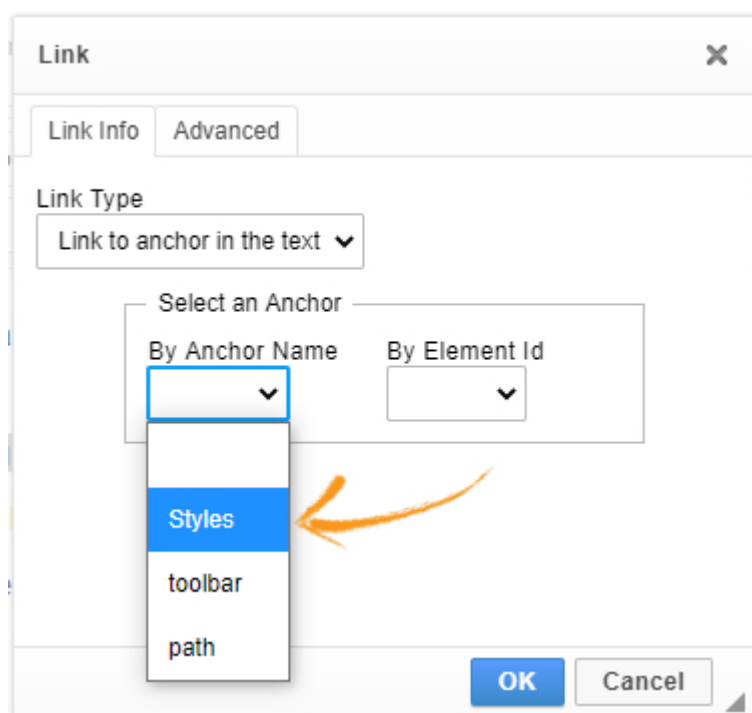 Link
Link Info Advanced
Link Type
Link to anchor in the text
Select an Anchor
By Anchor Name By Element Id
Styles
toolbar
path
OK Cancel